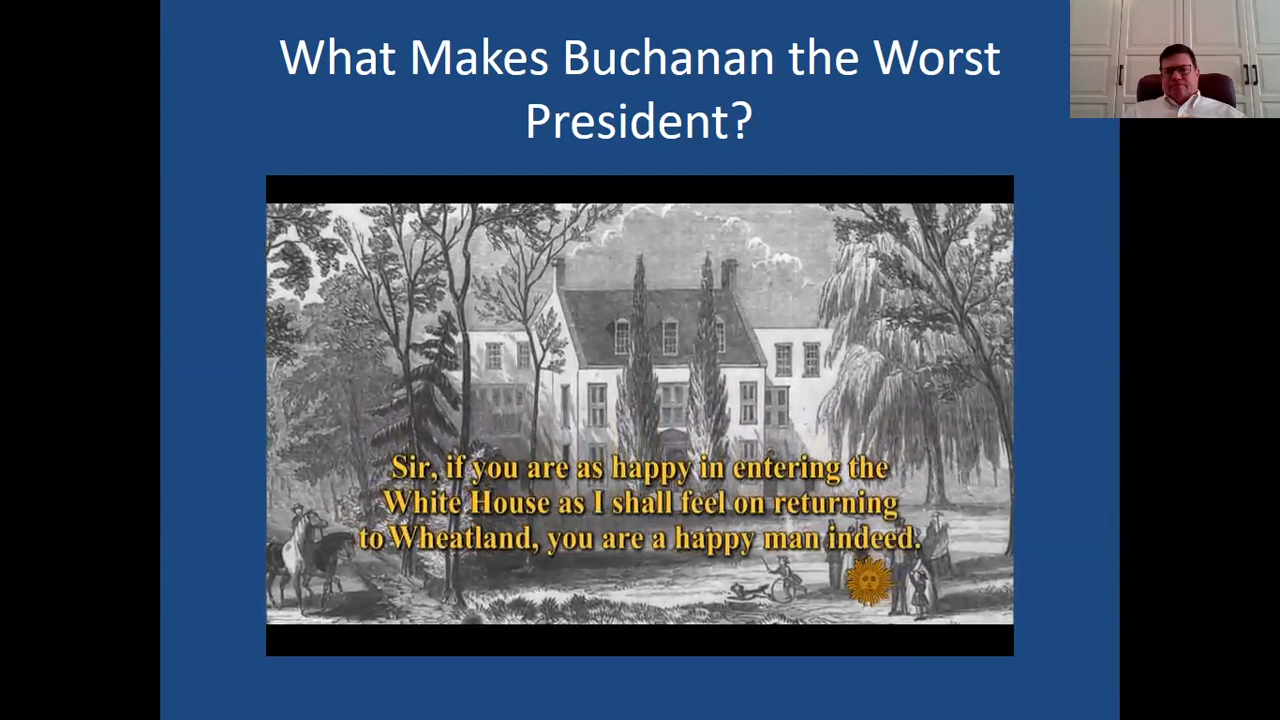 What Makes Buchanan the Worst
President?
Sir, if you are as happy in entering the
White House as I shall feel on returning
to Wheatland, you are a happy man indeed.